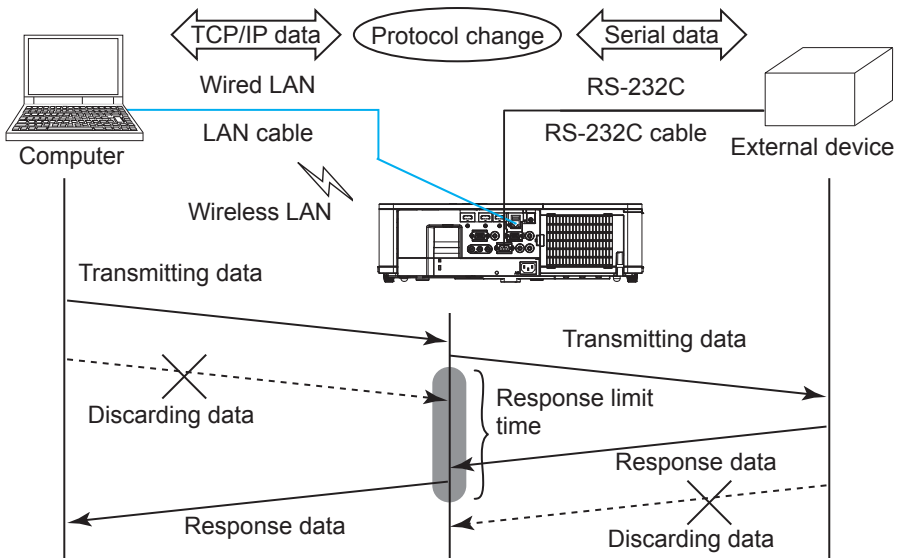 TCP/IP data
Protocol change
Serial data
Wired LAN
RS-232C
LAN cable
RS-232C cable
Computer
External device
Wireless LAN
Transmitting data
Transmitting data
Discarding data
Response limit
time
Response data
Response data
Discarding data